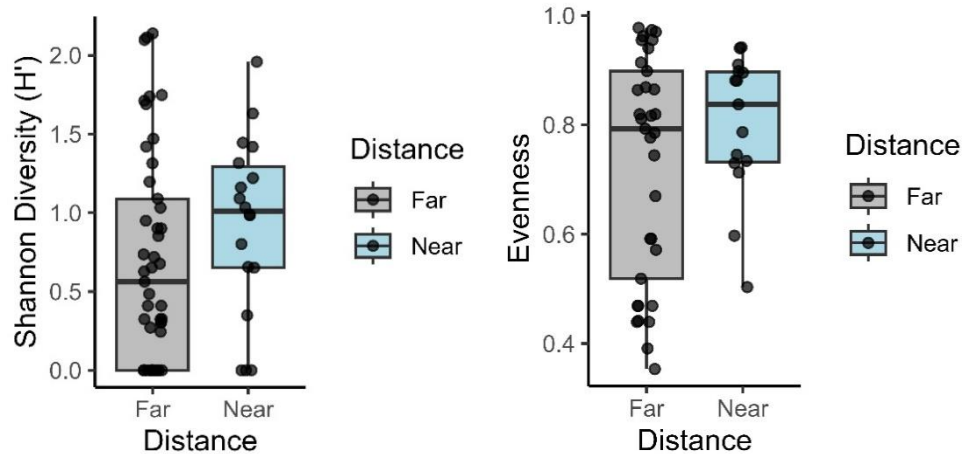 Shannon Diversity (H')
2.0
1.5
1.0
0.5
0.0
Far
Near
Distance
Distance
Far
Near
Evenness
1.0
0.8
0.6
0.4
Far
Near
Distance
Distance
Far
Near